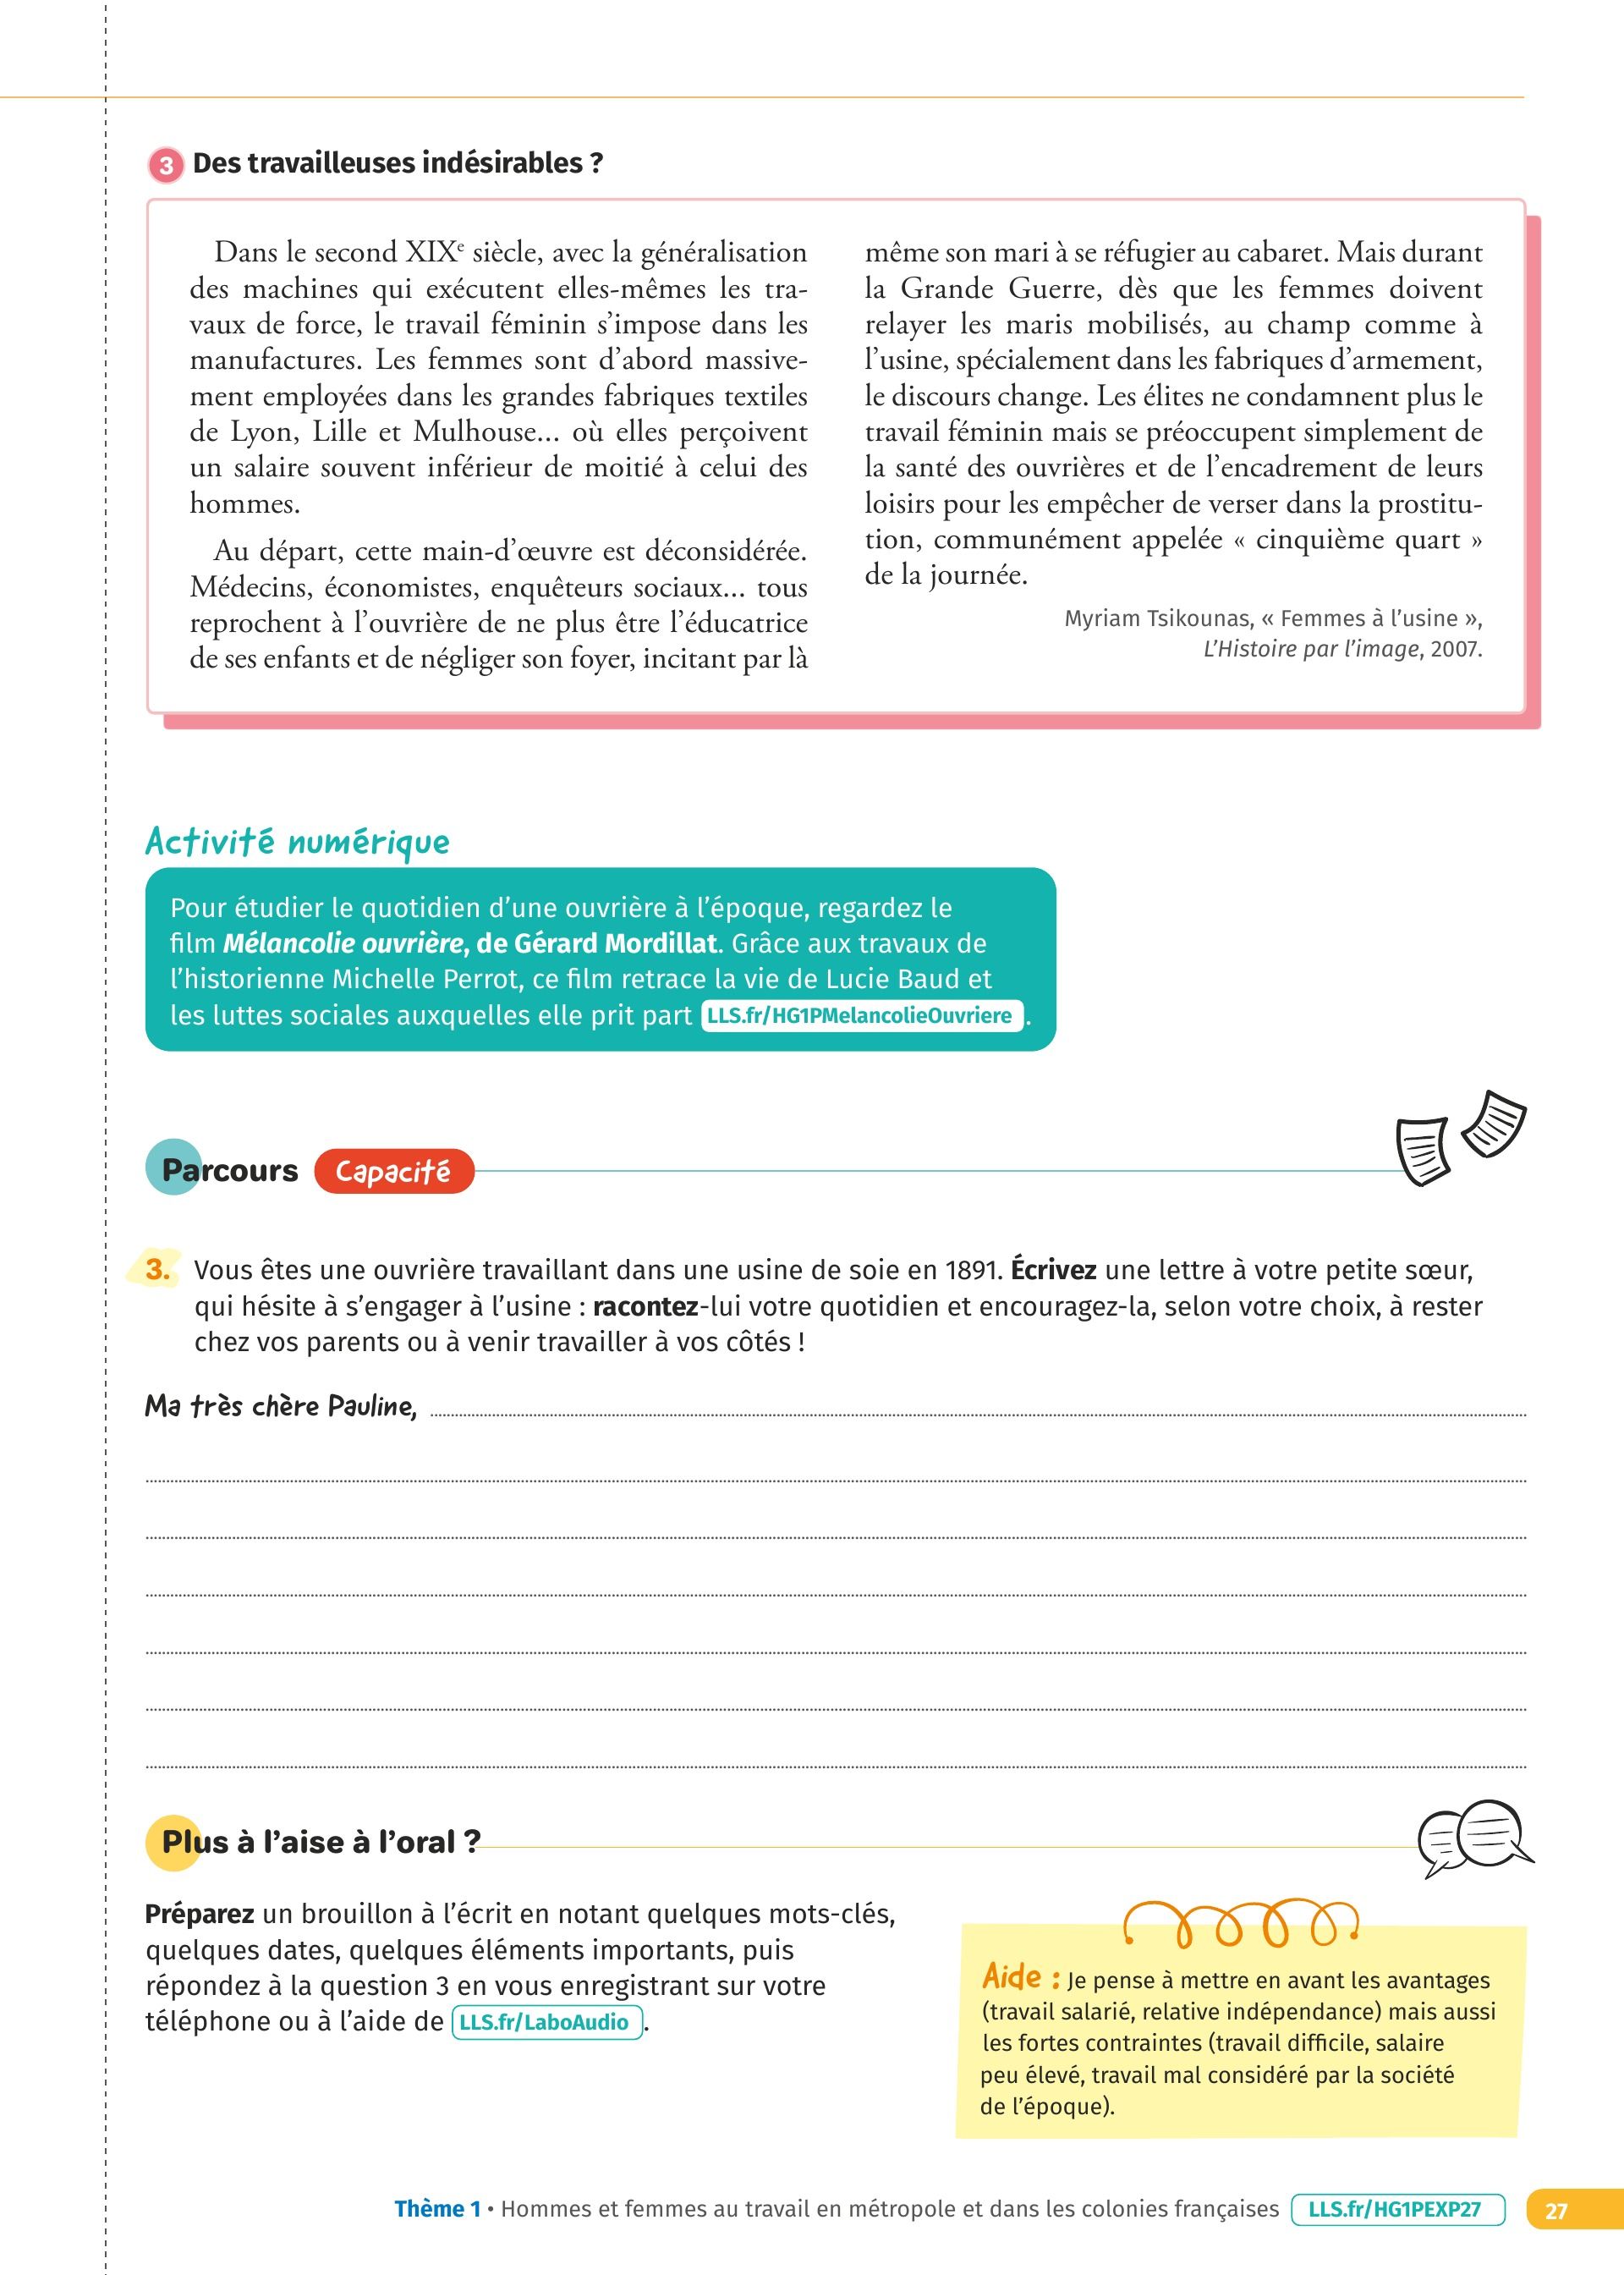 3 Des travailleuses indésirables ?
Dans le second XIXe siècle, avec la généralisation
des machines qui exécutent elles-mêmes les tra-
vaux de force, le travail féminin s'impose dans les
manufactures. Les femmes sont d'abord massive-
ment employées dans les grandes fabriques textiles
de Lyon, Lille et Mulhouse... où elles perçoivent
un salaire souvent inférieur de moitié à celui des
hommes.
Au départ, cette main-d'œuvre est déconsidérée.
Médecins, économistes, enquêteurs sociaux... tous
reprochent à l'ouvrière de ne plus être l'éducatrice
de ses enfants et de négliger son foyer, incitant par là
même son mari à se réfugier au cabaret. Mais durant
la Grande Guerre, dès que les femmes doivent
relayer les maris mobilisés, au champ comme à
l'usine, spécialement dans les fabriques d'armement,
le discours change. Les élites ne condamnent plus le
travail féminin mais se préoccupent simplement de
la santé des ouvrières et de l'encadrement de leurs
loisirs pour les empêcher de verser dans la prostitu-
tion, communément appelée « cinquième quart »
de la journée.
Myriam Tsikounas, « Femmes à l'usine »,
L'Histoire par l'image, 2007.
Activité numérique
Pour étudier le quotidien d'une ouvrière à l'époque, regardez le
film Mélancolie ouvrière, de Gérard Mordillat. Grâce aux travaux de
l'historienne Michelle Perrot, ce film retrace la vie de Lucie Baud et
les luttes sociales auxquelles elle prit part LLS.fr/HG1PMelancolieOuvriere .
Parcours Capacité
3. Vous êtes une ouvrière travaillant dans une usine de soie en 1891. Écrivez une lettre à votre petite sœur,
qui hésite à s'engager à l'usine : racontez-lui votre quotidien et encouragez-la, selon votre choix, à rester
chez vos parents ou à venir travailler à vos côtés !
Ma très chère Pauline,
Plus à l'aise à l'oral ?
Préparez un brouillon à l'écrit en notant quelques mots-clés,
quelques dates, quelques éléments importants, puis
répondez à la question 3 en vous enregistrant sur votre
téléphone ou à l'aide de LLS.fr/LaboAudio .
Aide : Je pense à mettre en avant les avantages
(travail salarié, relative indépendance) mais aussi
les fortes contraintes (travail difficile, salaire
peu élevé, travail mal considéré par la société
de l'époque).
Thème 1 • Hommes et femmes au travail en métropole et dans les colonies françaises LLS.fr/HG1PEXP27 27